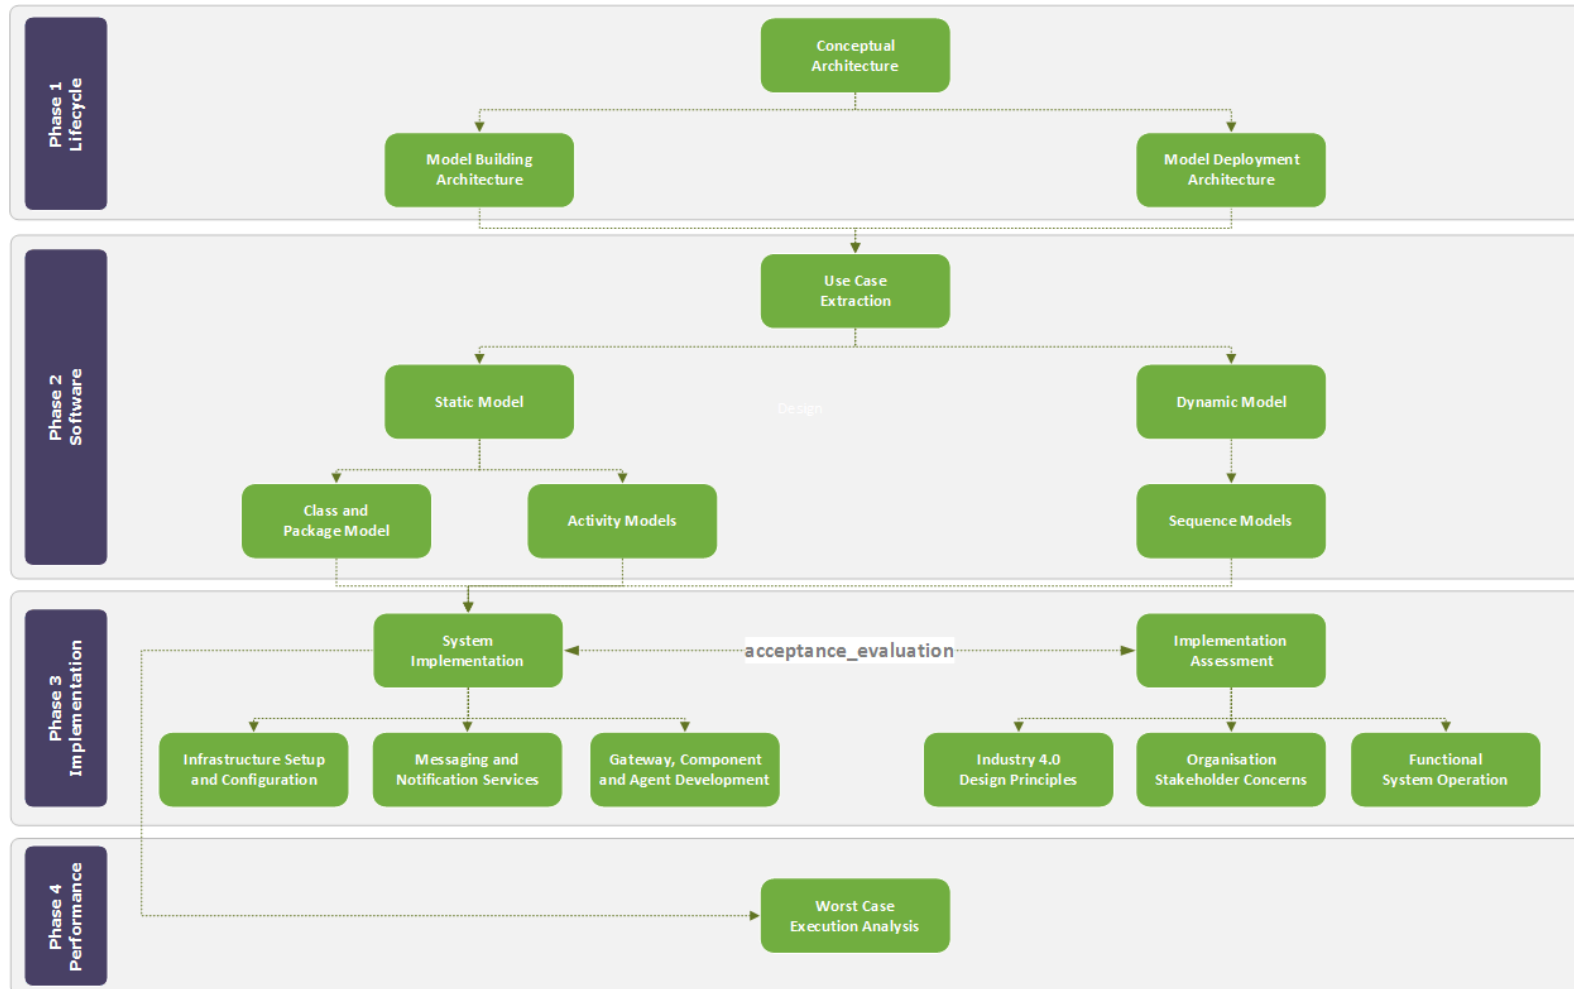 Phase 1
Lifecycle
Conceptual
Architecture
Model Building
Architecture
Model Deployment
Architecture
Phase 2
Software
Use Case
Extraction
Static Model
Design
Dynamic Model
Class and
Package Model
Activity Models
Sequence Models
Phase 3
Implementation
System
Implementation
acceptance_evaluation
Implementation
Assessment
Infrastructure Setup
and Configuration
Messaging and
Notification Services
Gateway, Component
and Agent Development
Industry 4.0
Design Principles
Organisation
Stakeholder Concerns
Functional
System Operation
Phase 4
Performance
Worst Case
Execution Analysis